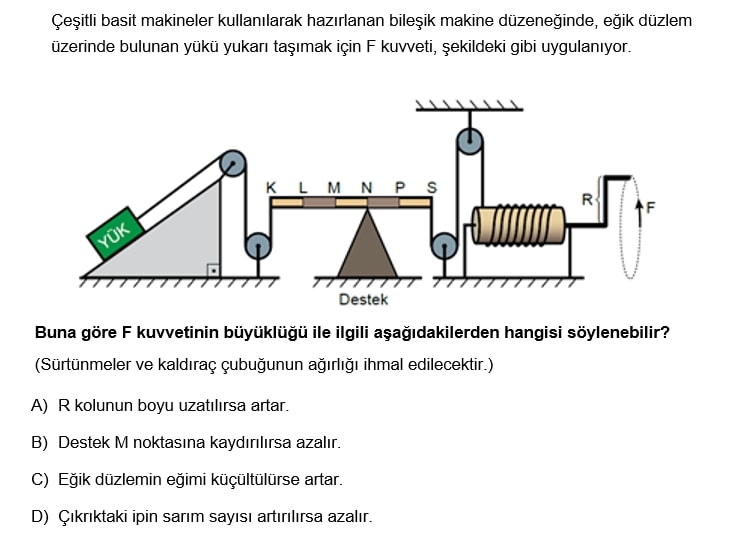 Çeşitli basit makineler kullanılarak hazırlanan bileşik makine düzeneğinde, eğik düzlem
üzerinde bulunan yükü yukarı taşımak için F kuvveti, şekildeki gibi uygulanıyor.
K L M N P S
R
F
YÜK
Destek
Buna göre F kuvvetinin büyüklüğü ile ilgili aşağıdakilerden hangisi söylenebilir?
(Sürtünmeler ve kaldıraç çubuğunun ağırlığı ihmal edilecektir.)
A) R kolunun boyu uzatılırsa artar.
B) Destek M noktasına kaydırılırsa azalır.
C) Eğik düzlemin eğimi küçültülürse artar.
D) Çıkrıktaki ipin sarım sayısı artırılırsa azalır.